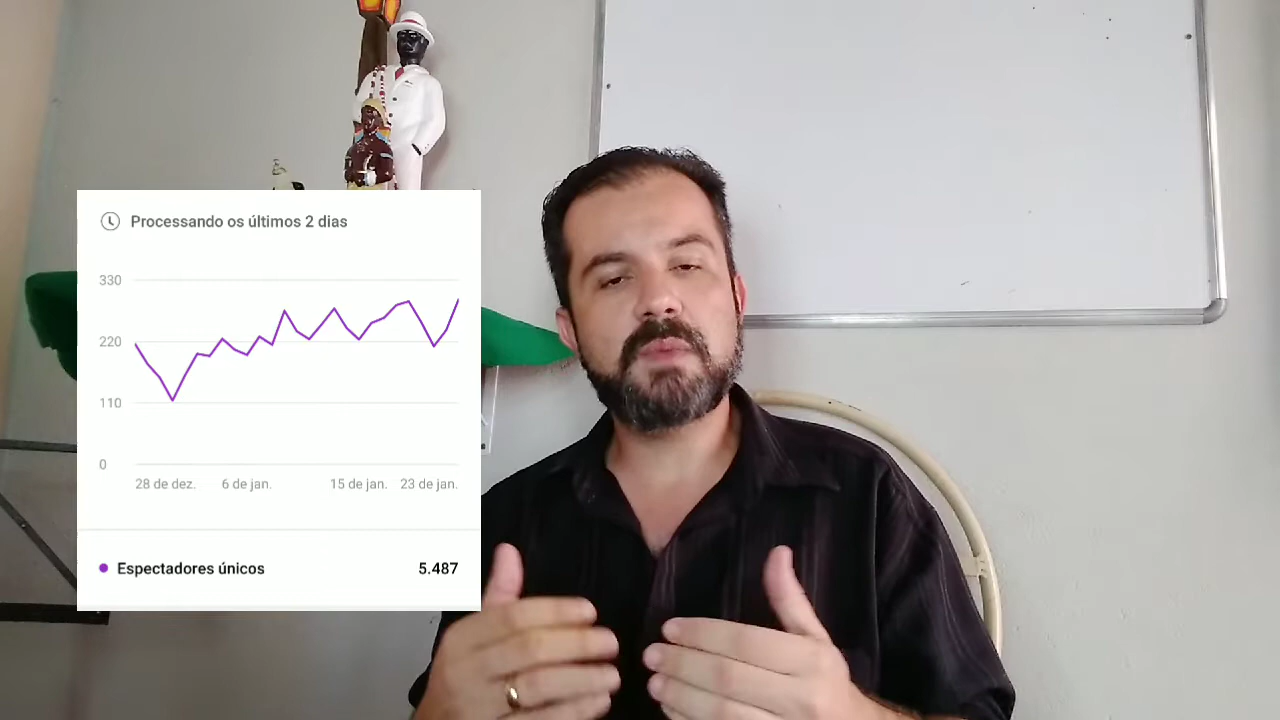 Processando os últimos 2 dias
330
220
110
0
28 de dez. 6 de jan. 15 de jan. 23 de jan.
Espectadores únicos 5.487